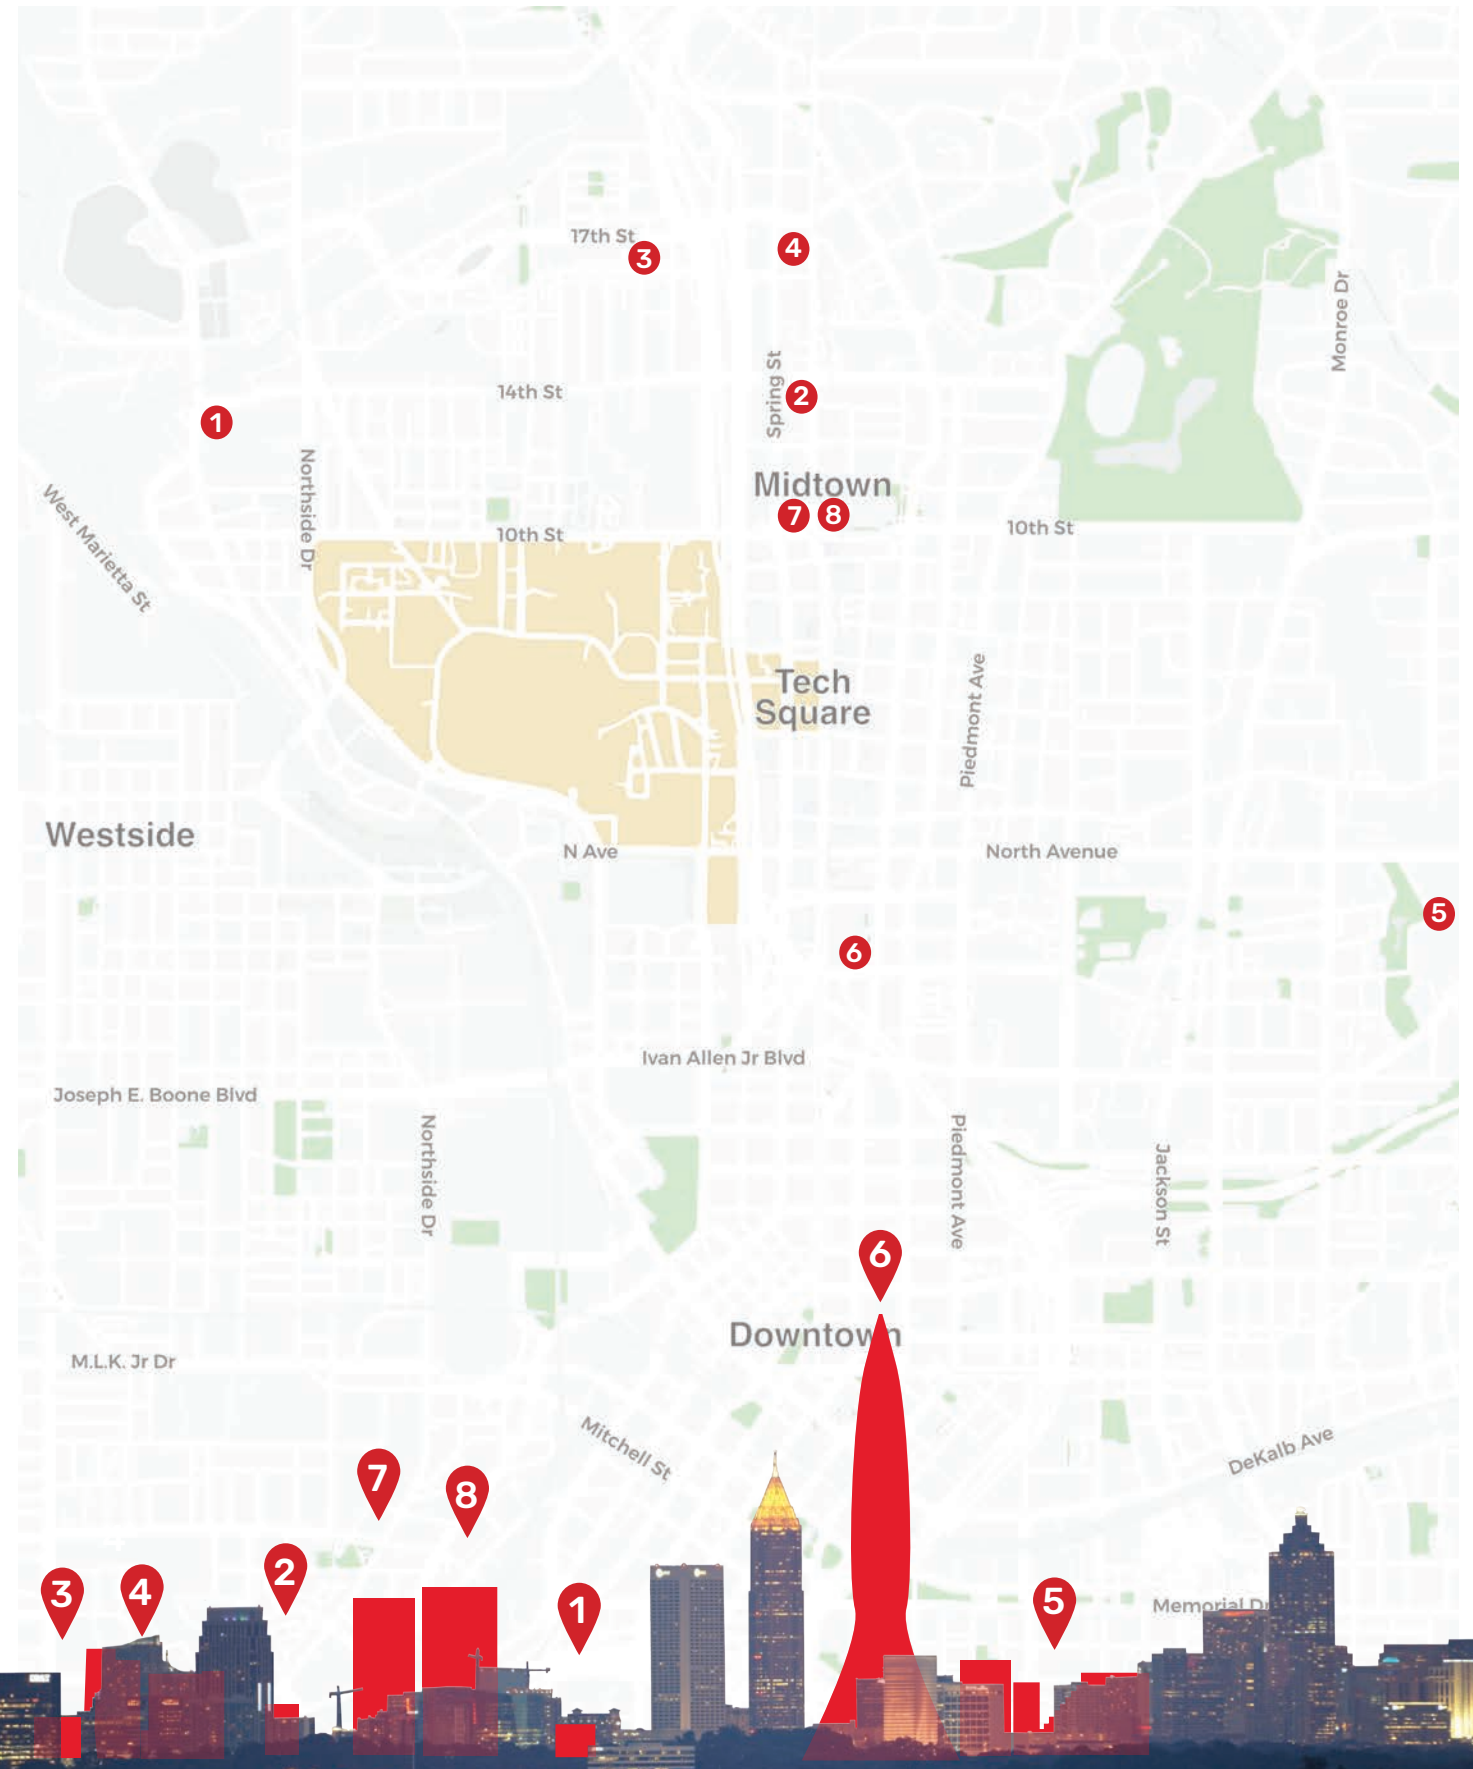 17th St
3
4
Monroe Dr
Spring St
14th St
2
1
Northside Dr
Midtown
West Marietta St
7
8
10th St
10th St
Tech
Square
Piedmont Ave
Westside
N Ave
North Avenue
5
6
Ivan Allen Jr Blvd
Joseph E. Boone Blvd
Northside Dr
Piedmont Ave
Jackson St
6
Downtown
M.L.K. Jr Dr
Mitchell St
DeKalb Ave
7
8
3
4
2
1
5
Memorial Dr